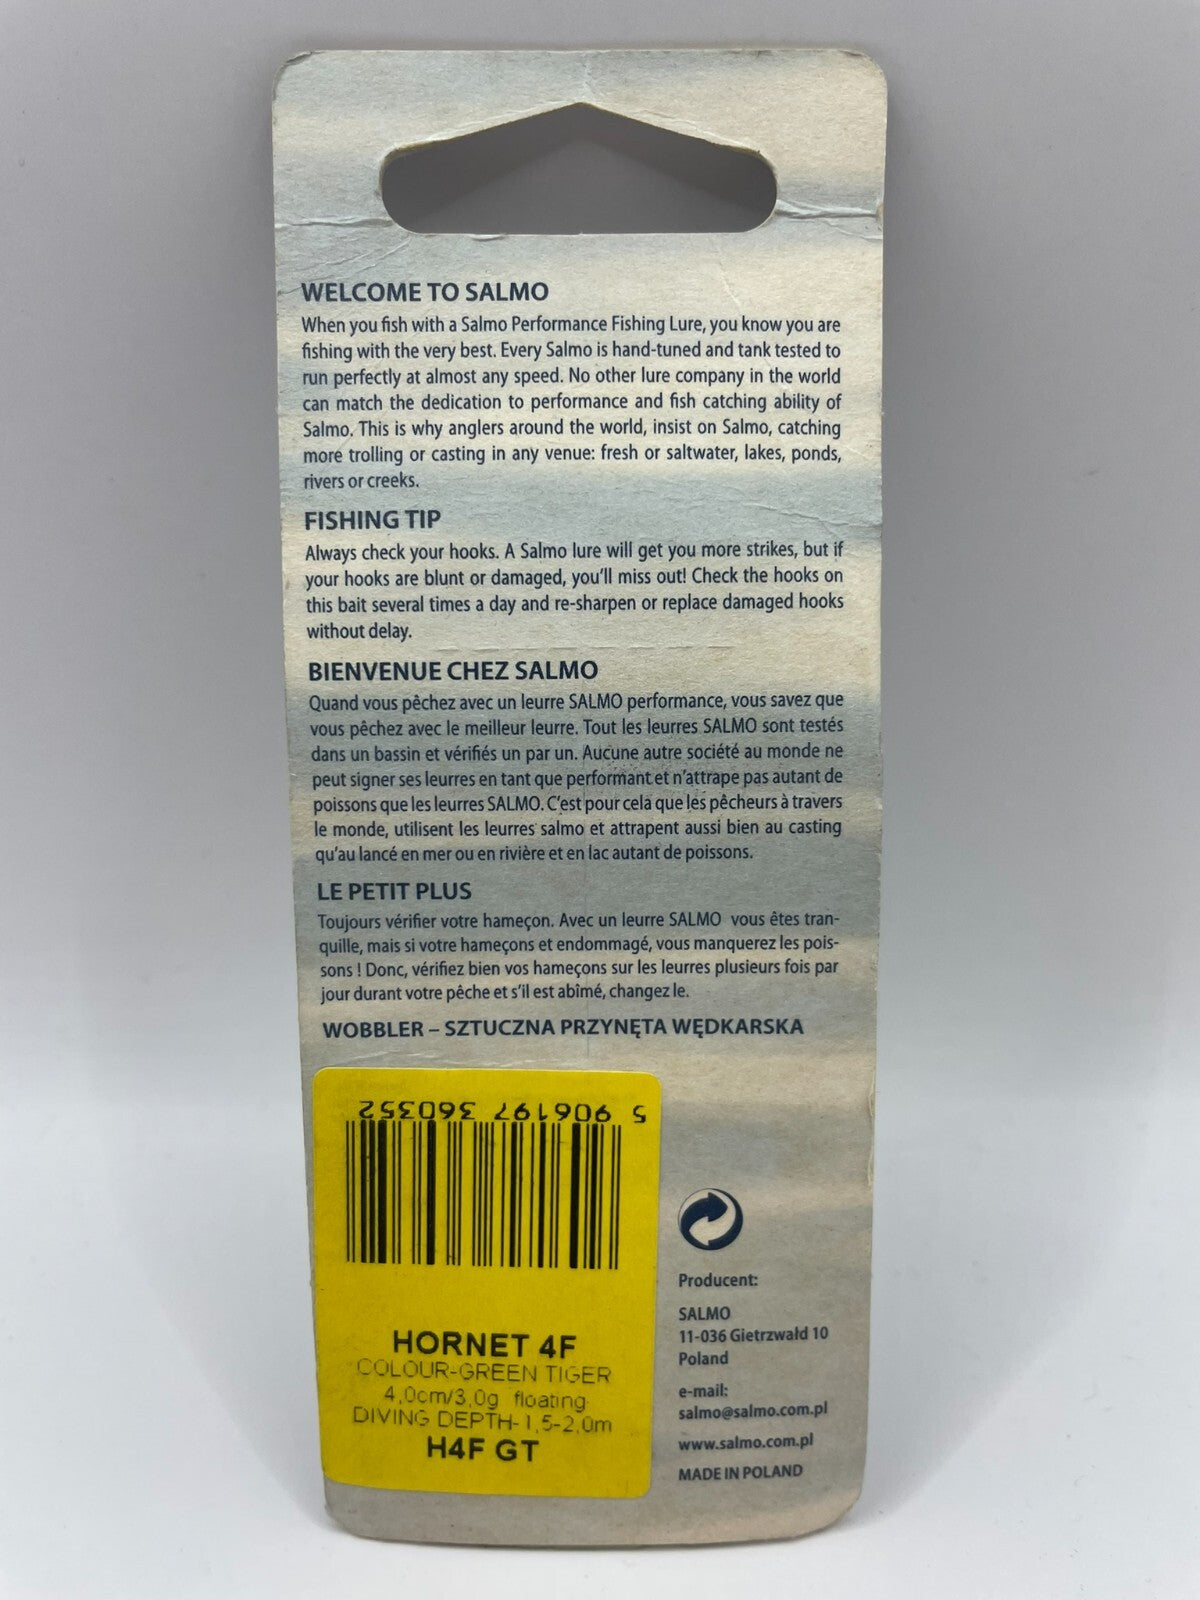 WELCOME TO SALMO
When you fish with a Salmo Performance Fishing Lure, you know you are
fishing with the very best. Every Salmo is hand-tuned and tank tested to
run perfectly at almost any speed. No other lure company in the world
can match the dedication to performance and fish catching ability of
Salmo. This is why anglers around the world, insist on Salmo, catching
more trolling or casting in any venue: fresh or saltwater, lakes, ponds,
rivers or creeks.
FISHING TIP
Always check your hooks. A Salmo lure will get you more strikes, but if
your hooks are blunt or damaged, you'll miss out! Check the hooks on
this bait several times a day and re-sharpen or replace damaged hooks
without delay.
BIENVENUE CHEZ SALMO
Quand vous pêchez avec un leurre SALMO performance, vous savez que
vous pêchez avec le meilleur leurre. Tout les leurres SALMO sont testés
dans un bassin et vérifiés un par un. Aucune autre société au monde ne
peut signer ses leurres en tant que performant et n'attrape pas autant de
poissons que les leurres SALMO. C'est pour cela que les pêcheurs à travers
le monde, utilisent les leurres salmo et attrapent aussi bien au casting
qu'au lancé en mer ou en rivière et en lac autant de poissons.
LE PETIT PLUS
Toujours vérifier votre hameçon. Avec un leurre SALMO vous êtes tran-
quille, mais si votre hameçons et endommagé, vous manquerez les pois-
sons ! Donc, vérifiez bien vos hameçons sur les leurres plusieurs fois par
jour durant votre pêche et s'il est abîmé, changez le.
WOBBLER – SZTUCZNA PRZYNĘTA WĘDKARSKA
5 906197 360352
HORNET 4F
COLOUR-GREEN TIGER
4,0cm/3,0g floating
DIVING DEPTH-1,5-2,0m
H4F GT
Producent:
SALMO
11-036 Gietrzwałd 10
Poland
e-mail:
salmo@salmo.com.pl
www.salmo.com.pl
MADE IN POLAND